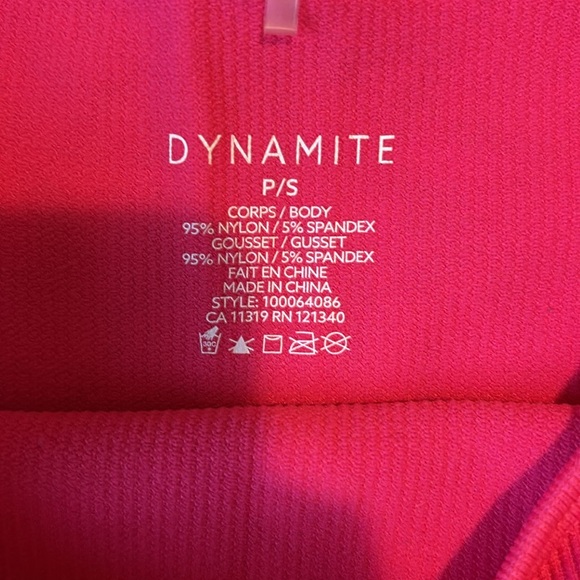 DYNAMITE
P/S
CORPS / BODY
95% NYLON / 5% SPANDEX
GOUSSET / GUSSET
95% NYLON / 5% SPANDEX
FAIT EN CHINE
MADE IN CHINA
STYLE: 100064086
CA 11319 RN 121340
30C